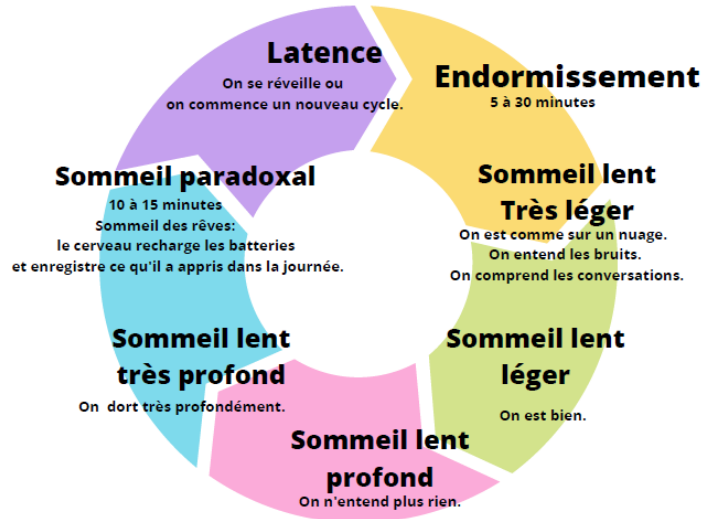 Latence
On se réveille ou
on commence un nouveau cycle.
Endormissement
5 à 30 minutes
Sommeil lent
Très léger
On est comme sur un nuage.
On entend les bruits.
On comprend les conversations.
Sommeil lent
léger
On est bien.
Sommeil lent
profond
On n'entend plus rien.
Sommeil lent
très profond
On dort très profondément.
Sommeil paradoxal
10 à 15 minutes
Sommeil des rêves:
le cerveau recharge les batteries
et enregistre ce qu'il a appris dans la journée.